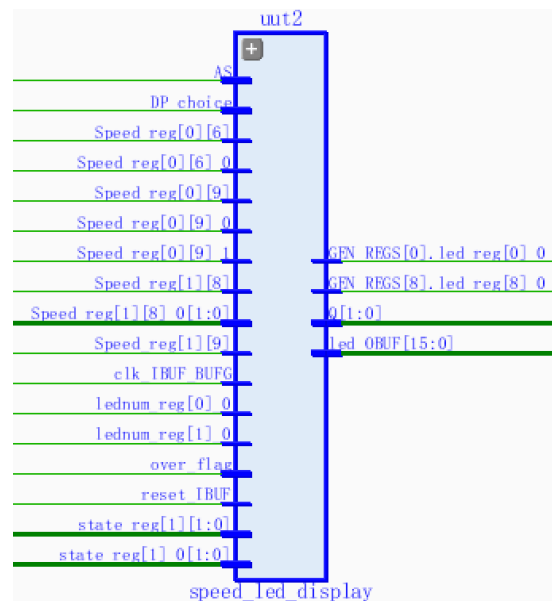 uut2
AS
DP_choice
Speed_reg[0][6]
Speed_reg[0][6]_0
Speed_reg[0][9]
Speed_reg[0][9]_0
Speed_reg[0][9]_1
Speed_reg[1][8]
Speed_reg[1][8]_0[1:0]
Speed_reg[1][9]
clk_IBUF_BUFG
lednum_reg[0]_0
lednum_reg[1]_0
over_flag
reset_IBUF
state_reg[1][1:0]
state_reg[1]_0[1:0]
GEN_REGS[0].led_reg[0]_0
GEN_REGS[8].led_reg[8]_0
Q[1:0]
led_OBUF[15:0]
speed_led_display